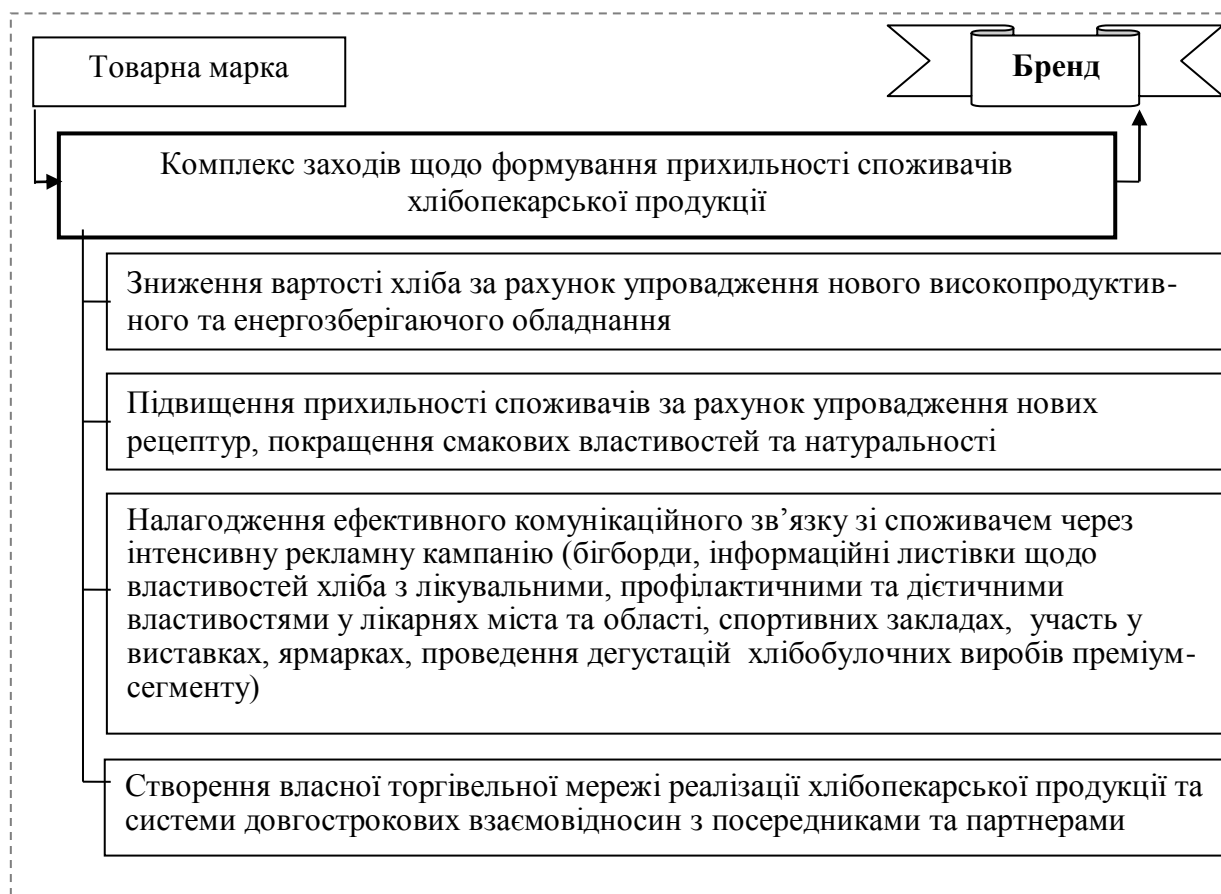 Товарна марка
Бренд
Комплекс заходів щодо формування прихильності споживачів
хлібопекарської продукції
Зниження вартості хліба за рахунок упровадження нового високопродуктив-
ного та енергозберігаючого обладнання
Підвищення прихильності споживачів за рахунок упровадження нових
рецептур, покращення смакових властивостей та натуральності
Налагодження ефективного комунікаційного зв’язку зі споживачем через
інтенсивну рекламну кампанію (бігборди, інформаційні листівки щодо
властивостей хліба з лікувальними, профілактичними та дієтичними
властивостями у лікарнях міста та області, спортивних закладах, участь у
виставках, ярмарках, проведення дегустацій хлібобулочних виробів преміум-
сегменту)
Створення власної торгівельної мережі реалізації хлібопекарської продукції та
системи довгострокових взаємовідносин з посередниками та партнерами